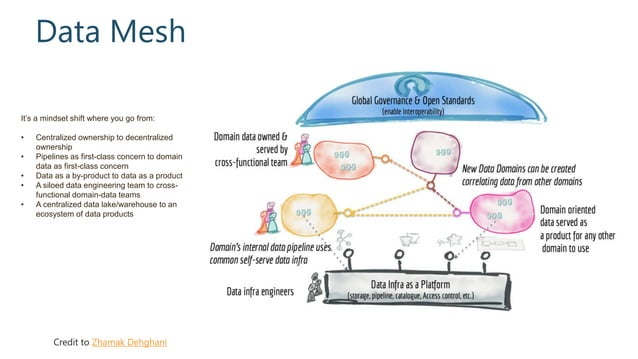 Data Mesh
It's a mindset shift where you go from:
• Centralized ownership to decentralized
ownership
• Pipelines as first-class concern to domain
data as first-class concern
• Data as a by-product to data as a product
• A siloed data engineering team to cross-
functional domain-data teams
• A centralized data lake/warehouse to an
ecosystem of data products
Global Governance & Open Standards
(enable interoperability)
Domain data owned &
served by
cross-functional team
New Data Domains can be created
correlating data from other domains
Domain oriented
data served as
a product for any other
domain to use
Domain's internal data pipeline uses
common self-serve data infra
Data infra engineers
Data Infra as a Platform
(storage, pipeline, catalogue, Access control, etc.)
Credit to Zhamak Dehghani